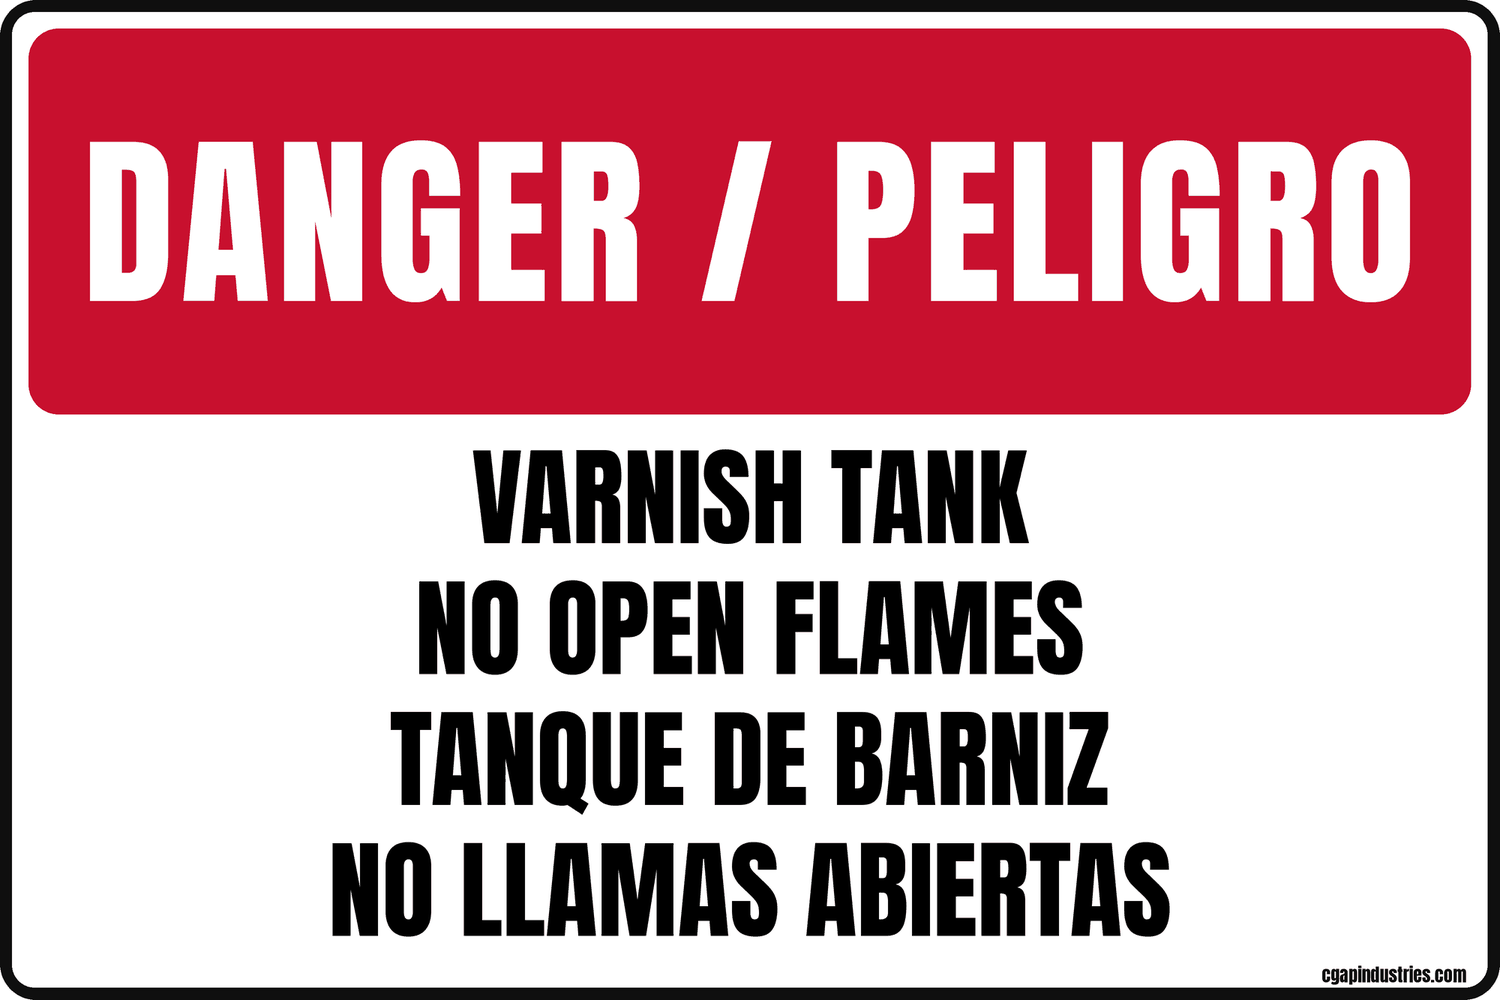 DANGER / PELIGRO
VARNISH TANK
NO OPEN FLAMES
TANQUE DE BARNIZ
NO LLAMAS ABIERTAS
cgapindustries.com